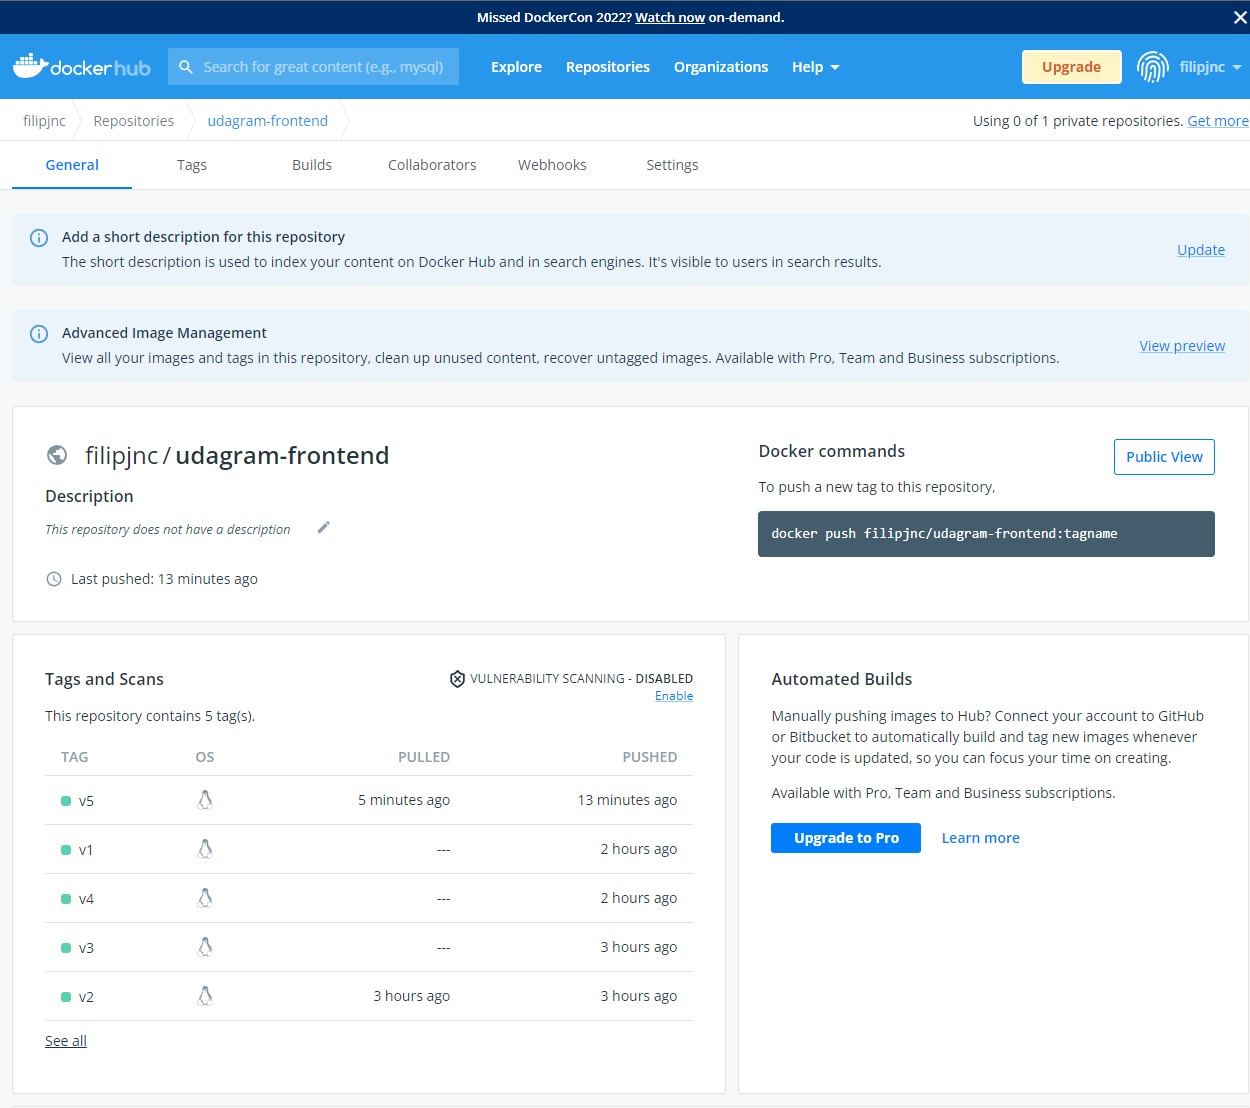 Missed DockerCon 2022? Watch now on-demand.
dockerhub
Search for great content (e.g., mysql)
Explore
Repositories
Organizations
Help
Upgrade
filipjnc
filipjnc
Repositories
udagram-frontend
Using 0 of 1 private repositories. Get more
General
Tags
Builds
Collaborators
Webhooks
Settings
Add a short description for this repository
The short description is used to index your content on Docker Hub and in search engines. It's visible to users in search results.
Update
Advanced Image Management
View all your images and tags in this repository, clean up unused content, recover untagged images. Available with Pro, Team and Business subscriptions.
View preview
filipjnc / udagram-frontend
Description
This repository does not have a description
Last pushed: 13 minutes ago
Docker commands
Public View
To push a new tag to this repository,
docker push filipjnc/udagram-frontend:tagname
Tags and Scans
VULNERABILITY SCANNING - DISABLED
Enable
This repository contains 5 tag(s).
TAG OS PULLED PUSHED
v5 5 minutes ago 13 minutes ago
v1 --- 2 hours ago
v4 --- 2 hours ago
v3 --- 3 hours ago
v2 3 hours ago 3 hours ago
See all
Automated Builds
Manually pushing images to Hub? Connect your account to GitHub
or Bitbucket to automatically build and tag new images whenever
your code is updated, so you can focus your time on creating.
Available with Pro, Team and Business subscriptions.
Upgrade to Pro
Learn more